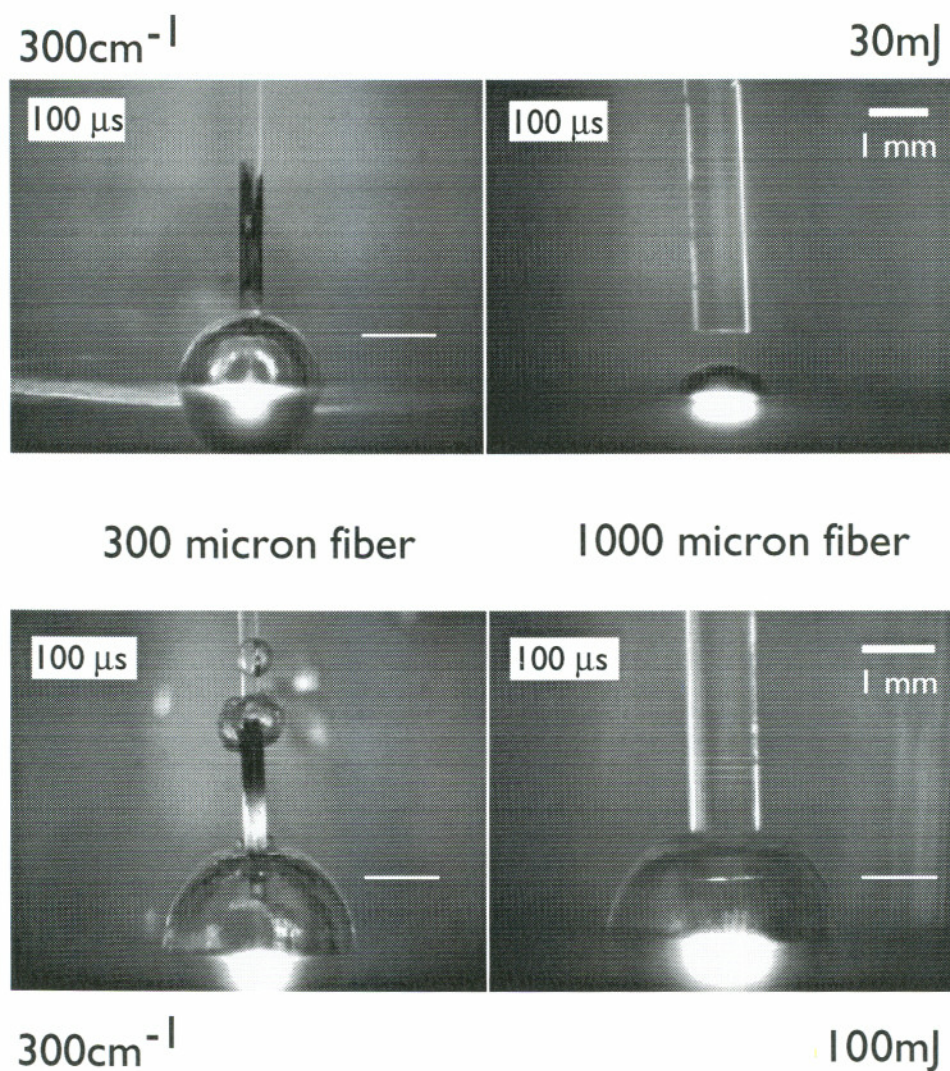 300cm-1
30mJ
100 μs
100 μs
1 mm
300 micron fiber
1000 micron fiber
100 μs
100 μs
1 mm
300cm-1
100mJ